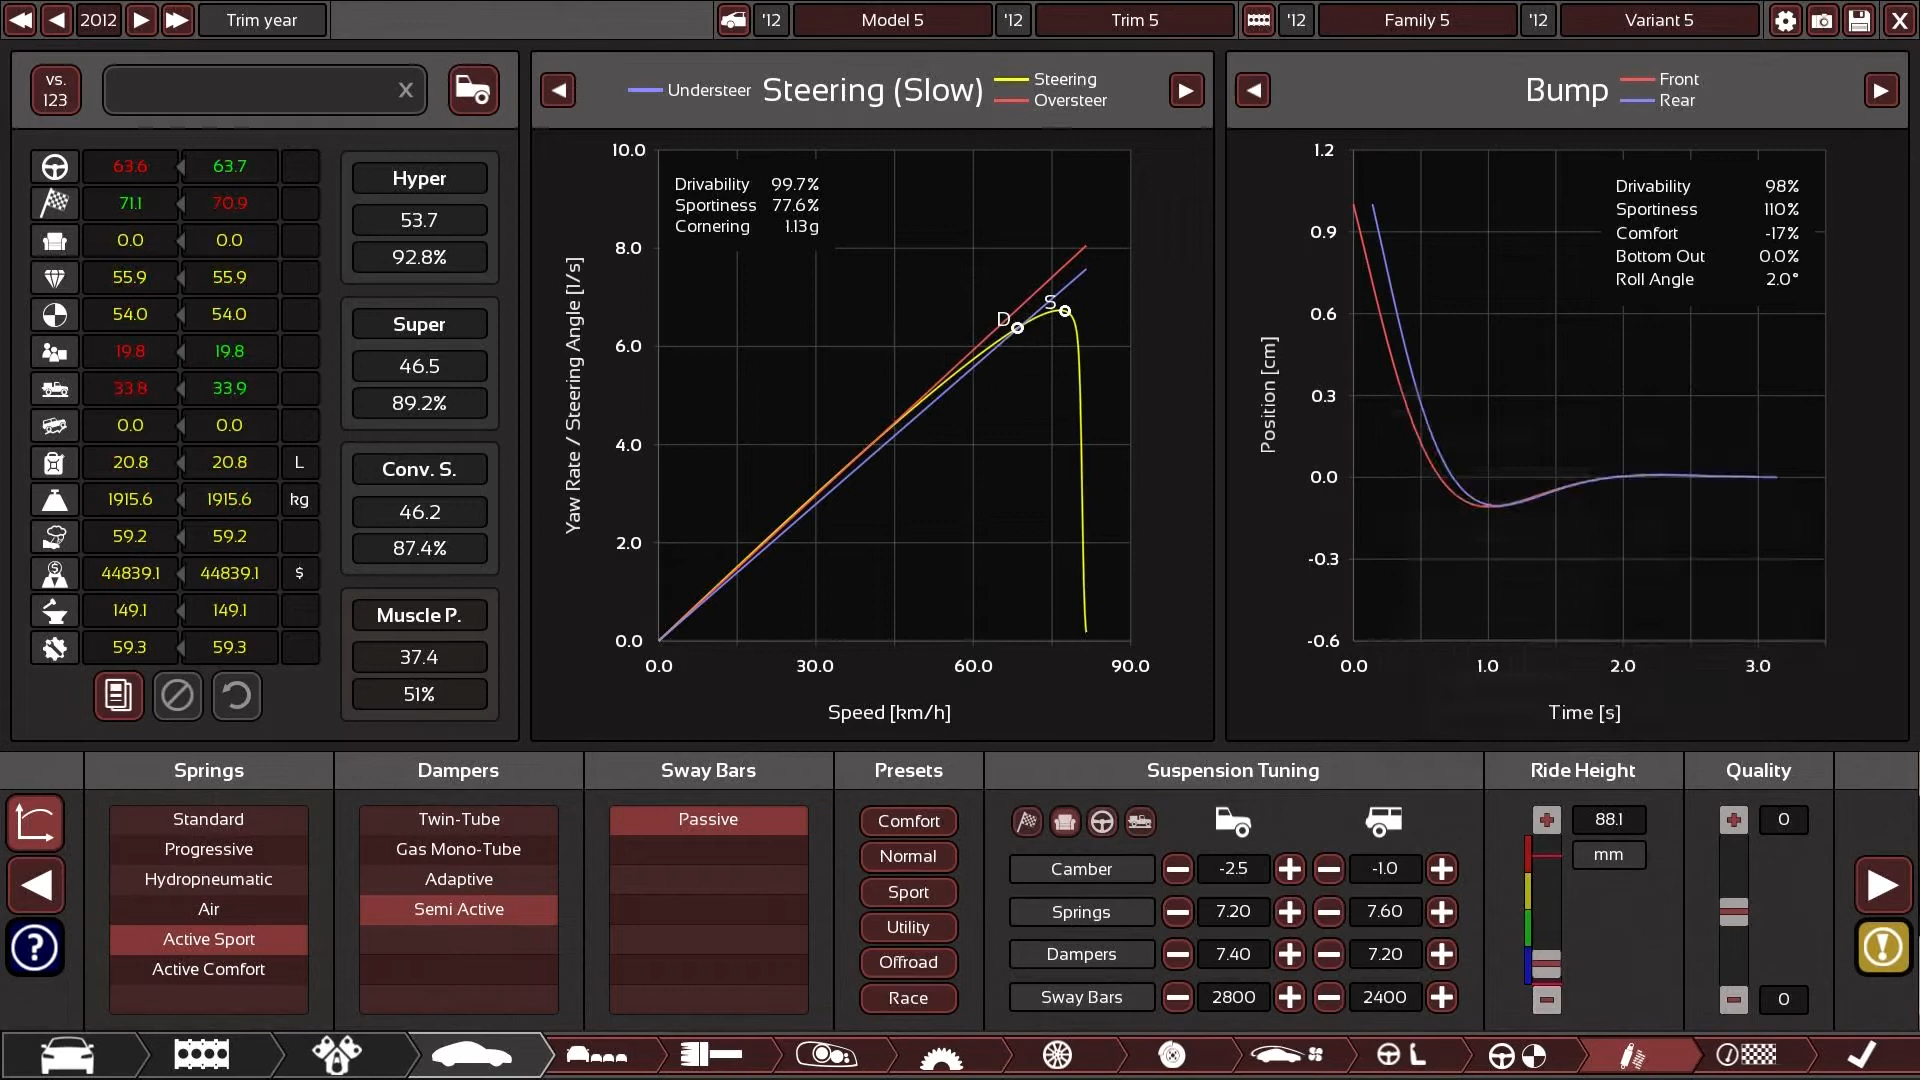 2012 Trim year '12 Model 5 '12 Trim 5 '12 Family 5 '12 Variant 5 X
vs.
123
x
63.6 63.7
71.1 70.9
0.0 0.0
55.9 55.9
54.0 54.0
19.8 19.8
33.8 33.9
0.0 0.0
20.8 20.8 L
1915.6 1915.6 kg
59.2 59.2
44839.1 44839.1 $
149.1 149.1
59.3 59.3
Hyper
53.7
92.8%
Super
46.5
89.2%
Conv. S.
46.2
87.4%
Muscle P.
37.4
51%
Understeer Steering (Slow) Steering
Oversteer
Drivability 99.7%
Sportiness 77.6%
Cornering 1.13g
10.0
8.0
6.0
4.0
2.0
0.0
Yaw Rate / Steering Angle [1/s]
D
S
0.0 30.0 60.0 90.0
Speed [km/h]
Bump Front
Rear
Drivability 98%
Sportiness 110%
Comfort -17%
Bottom Out 0.0%
Roll Angle 2.0°
1.2
0.9
0.6
0.3
0.0
-0.3
-0.6
Position [cm]
0.0 1.0 2.0 3.0
Time [s]
Springs
Standard
Progressive
Hydropneumatic
Air
Active Sport
Active Comfort
Dampers
Twin-Tube
Gas Mono-Tube
Adaptive
Semi Active
Sway Bars
Passive
Presets
Comfort
Normal
Sport
Utility
Offroad
Race
Suspension Tuning
Camber -2.5 -1.0
Springs 7.20 7.60
Dampers 7.40 7.20
Sway Bars 2800 2400
Ride Height
88.1
mm
Quality
0
0
?
!